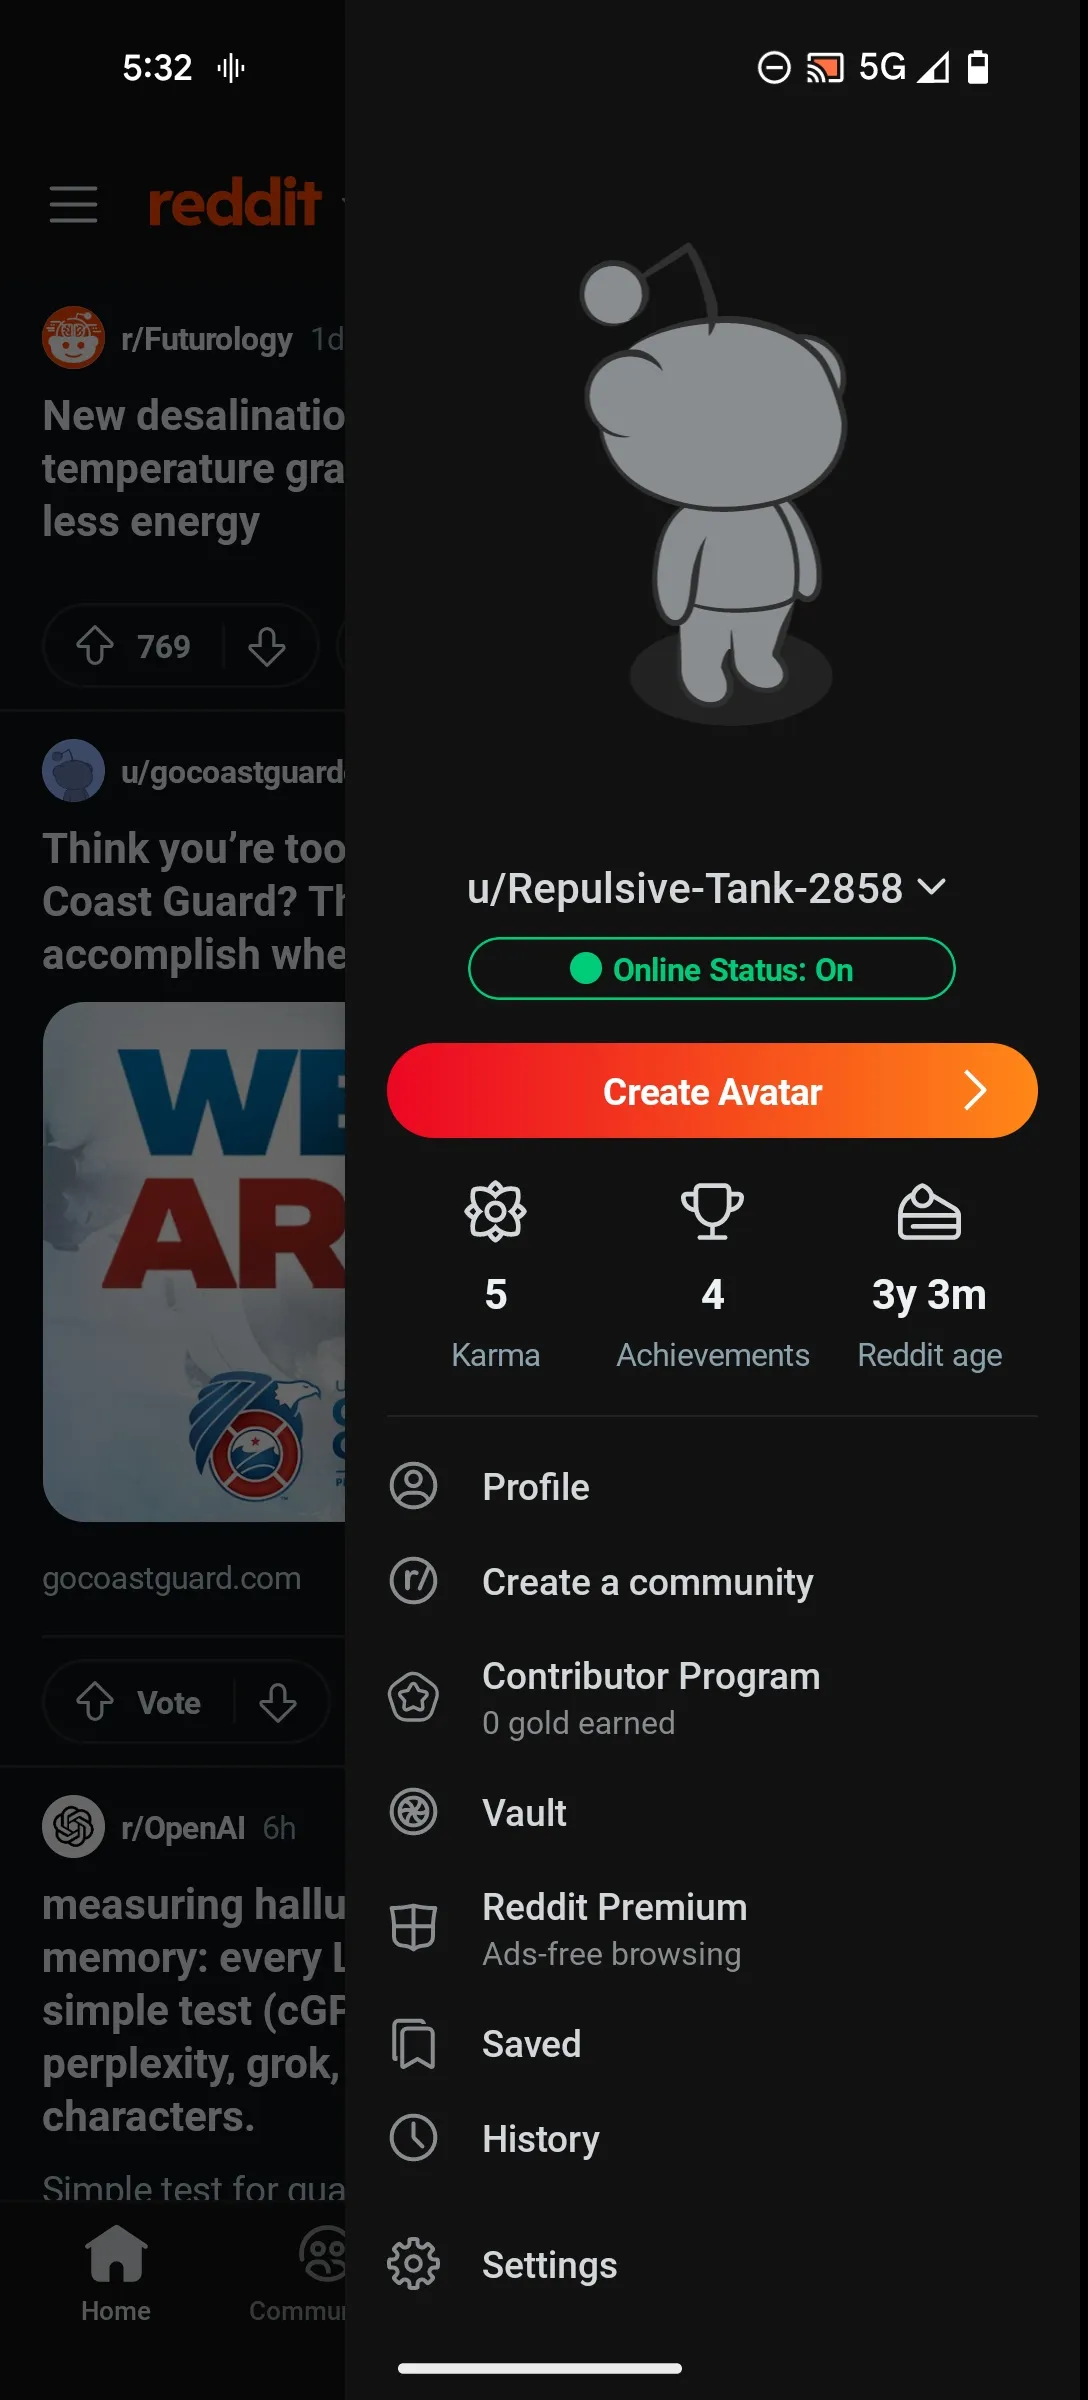 5:32
5G
reddit
r/Futurology 1d
New desalinatio
temperature gra
less energy
769
u/gocoastguard
Think you’re too
Coast Guard? Th
accomplish whe
WE
AR
gocoastguard.com
Vote
r/OpenAI 6h
measuring hallu
memory: every L
simple test (cGP
perplexity, grok,
characters.
Simple test for qua
Home
Commun
u/Repulsive-Tank-2858
Online Status: On
Create Avatar
5
Karma
4
Achievements
3y 3m
Reddit age
Profile
r/
Create a community
Contributor Program
0 gold earned
Vault
Reddit Premium
Ads-free browsing
Saved
History
Settings